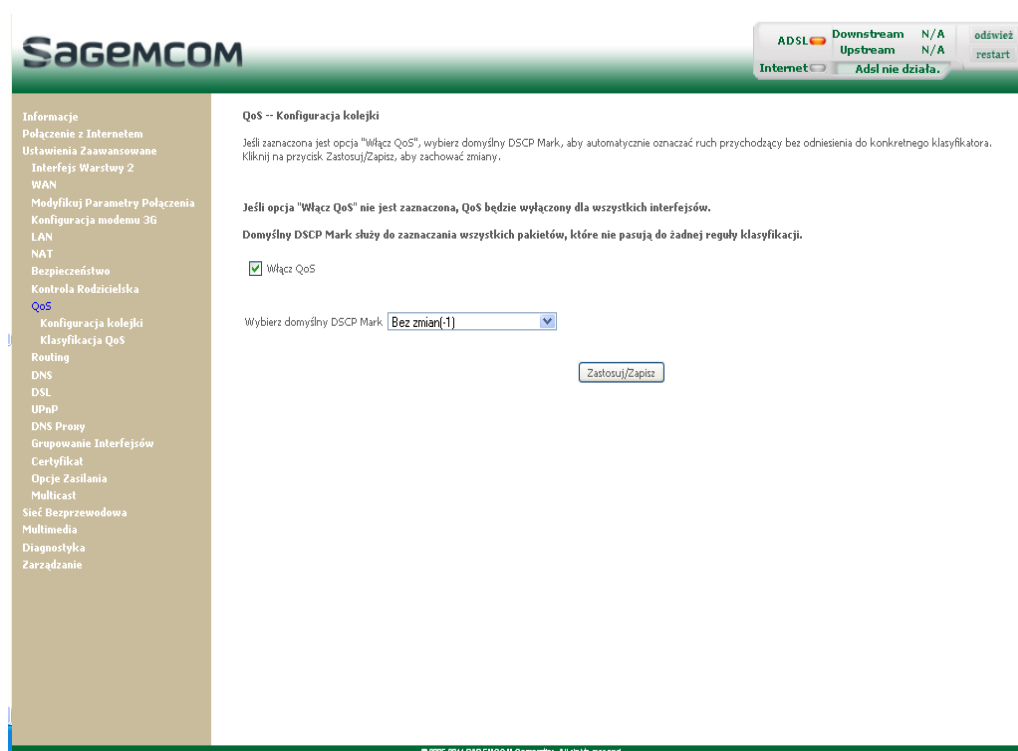 Sagemcom
ADSL
Downstream N/A
Upstream N/A
Internet
Adsl nie działa.
odśwież
restart
Informacje
Połączenie z Internetem
Ustawienia Zaawansowane
Interfejs Warstwy 2
WAN
Modyfikuj Parametry Połączenia
Konfiguracja modemu 3G
LAN
NAT
Bezpieczeństwo
Kontrola Rodzicielska
QoS
Konfiguracja kolejki
Klasyfikacja QoS
Routing
DNS
DSL
UPnP
DNS Proxy
Grupowanie Interfejsów
Certyfikat
Opcje Zasilania
Multicast
Sieć Bezprzewodowa
Multimedia
Diagnostyka
Zarządzanie
QoS -- Konfiguracja kolejki
Jeśli zaznaczona jest opcja "Włącz QoS", wybierz domyślny DSCP Mark, aby automatycznie oznaczać ruch przychodzący bez odniesienia do konkretnego klasyfikatora.
Kliknij na przycisk Zastosuj/Zapisz, aby zachować zmiany.
Jeśli opcja "Włącz QoS" nie jest zaznaczona, QoS będzie wyłączony dla wszystkich interfejsów.
Domyślny DSCP Mark służy do zaznaczania wszystkich pakietów, które nie pasują do żadnej reguły klasyfikacji.
Włącz QoS
Wybierz domyślny DSCP Mark Bez zmian(-1)
Zastosuj/Zapisz